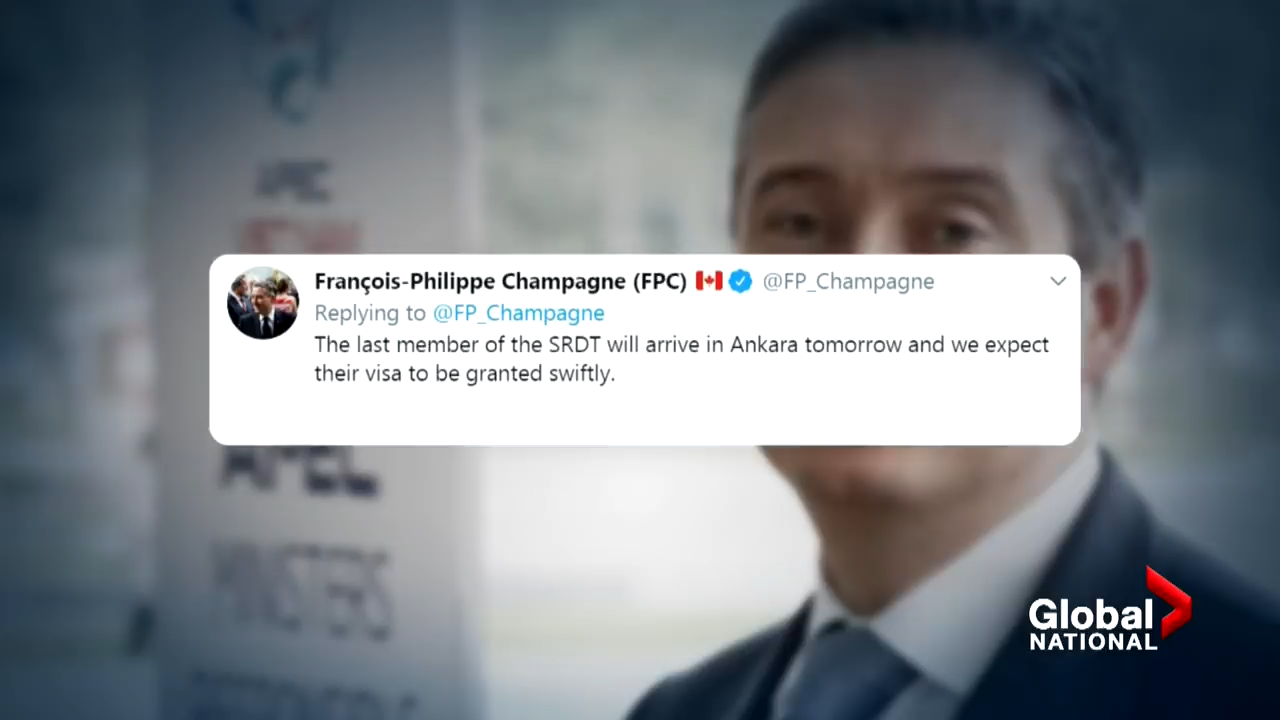 François-Philippe Champagne (FPC) @FP_Champagne
Replying to @FP_Champagne
The last member of the SRDT will arrive in Ankara tomorrow and we expect
their visa to be granted swiftly.
MINISTERS
Global
NATIONAL